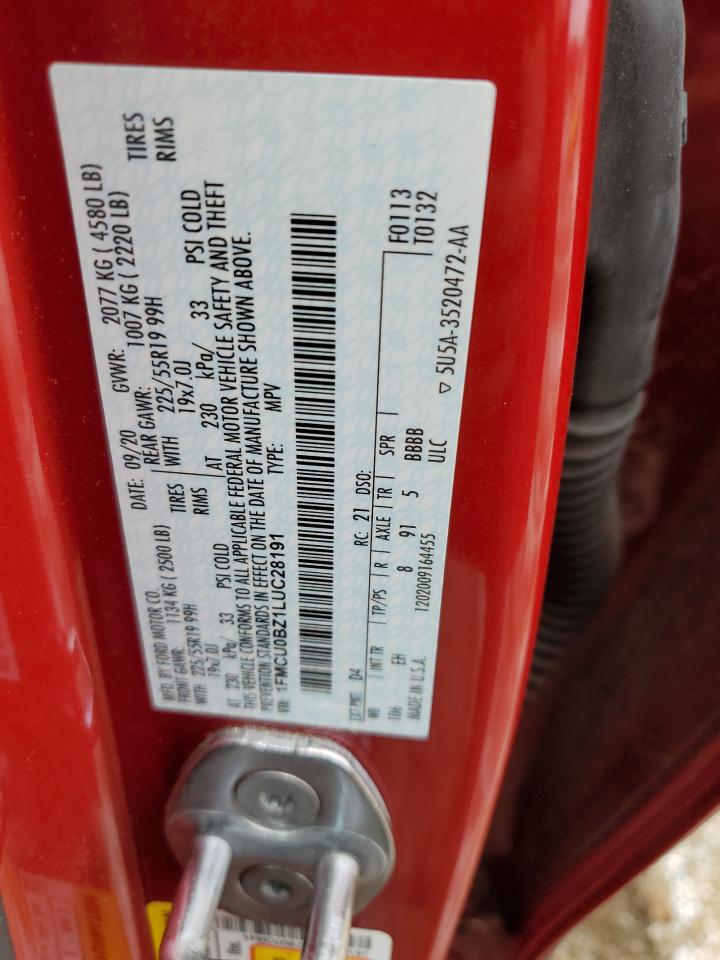 MFD. BY FORD MOTOR CO.
DATE: 09/20 GVWR: 2077 KG ( 4580 LB)
FRONT GAWR: 1134 KG ( 2500 LB) REAR GAWR: 1007 KG ( 2220 LB)
WITH 225/55R19 99H TIRES WITH 225/55R19 99H TIRES
19x7.0J RIMS 19x7.0J RIMS
AT 230 kPa/ 33 PSI COLD AT 230 kPa/ 33 PSI COLD
THIS VEHICLE CONFORMS TO ALL APPLICABLE FEDERAL MOTOR VEHICLE SAFETY AND THEFT
PREVENTION STANDARDS IN EFFECT ON THE DATE OF MANUFACTURE SHOWN ABOVE.
VIN: 1FMCU0BZ1LUC28191 TYPE: MPV
EXT PNT: D4 RC: 21 DSO:
WB INT TR TP/PS R AXLE TR SPR F0113
106 EH 8 91 5 BBBB T0132
MADE IN U.S.A. 1202009164455 ULC
5U5A-3520472-AA